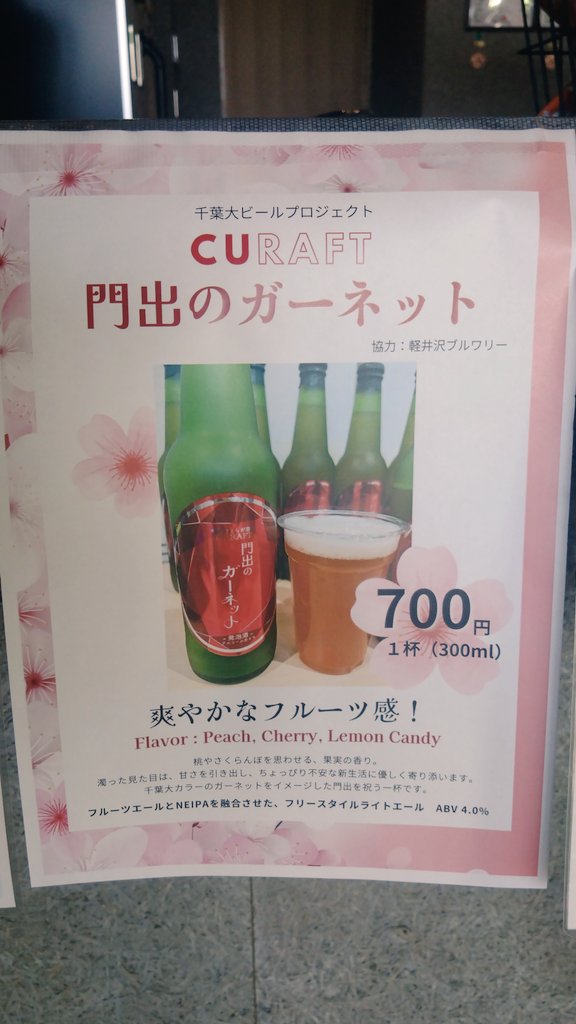 千葉大ビールプロジェクト
CURAFT
門出のガーネット
協力：軽井沢ブルワリー
門出の
ガーネット
発泡酒
700円
1杯（300ml）
爽やかなフルーツ感！
Flavor : Peach, Cherry, Lemon Candy
桃やさくらんぼを思わせる、果実の香り。
濁った見た目は、甘さを引き出し、ちょっぴり不安な新生活に優しく寄り添います。
千葉大カラーのガーネットをイメージした門出を祝う一杯です。
フルーツエールとNEIPAを融合させた、フリースタイルライトエール　ABV 4.0%